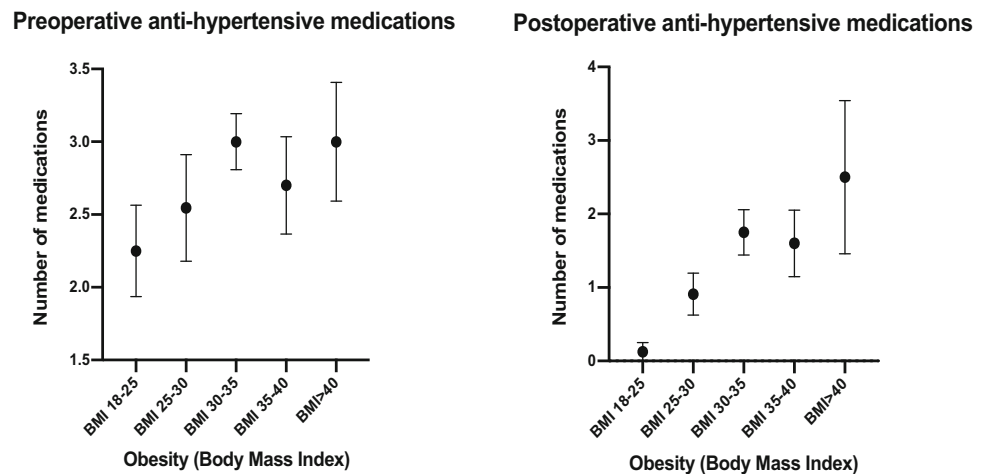 Preoperative anti-hypertensive medications
3.5
3.0
2.5
2.0
1.5
Number of medications
BMI 18-25
BMI 25-30
BMI 30-35
BMI 35-40
BMI>40
Obesity (Body Mass Index)
Postoperative anti-hypertensive medications
4
3
2
1
0
Number of medications
BMI 18-25
BMI 25-30
BMI 30-35
BMI 35-40
BMI>40
Obesity (Body Mass Index)